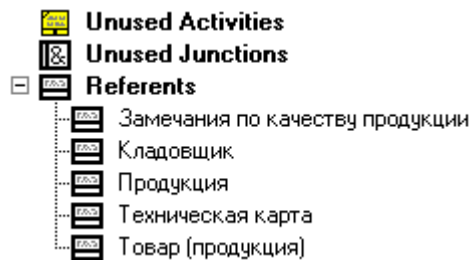 Unused Activities
Unused Junctions
Referents
Замечания по качеству продукции
Кладовщик
Продукция
Техническая карта
Товар (продукция)